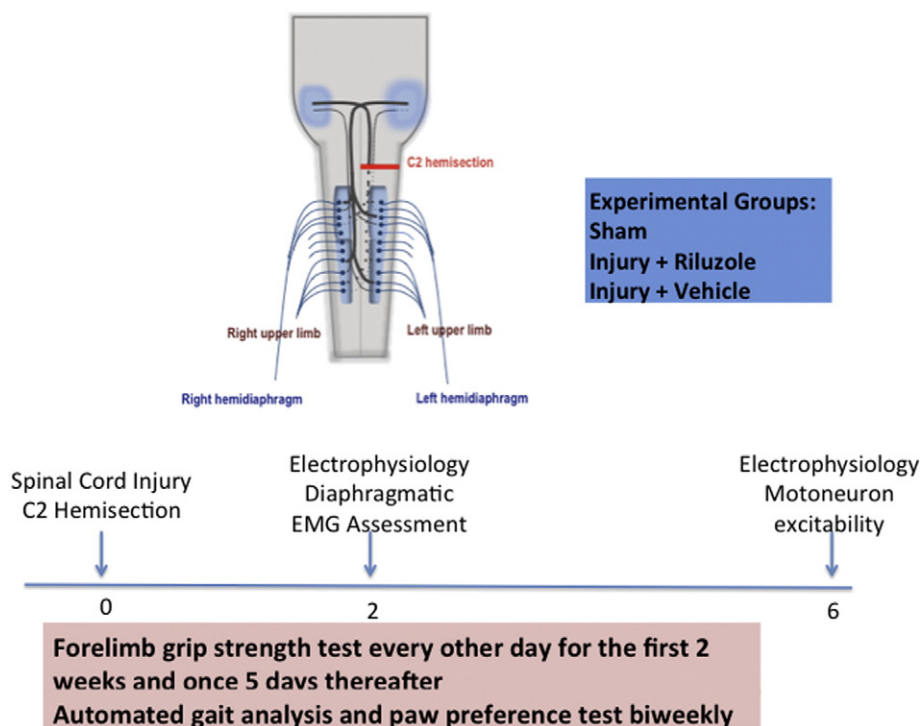 C2 hemisection
Experimental Groups:
Sham
Injury + Riluzole
Injury + Vehicle
Right upper limb
Left upper limb
Right hemidiaphragm
Left hemidiaphragm
Spinal Cord Injury
C2 Hemisection
Electrophysiology
Diaphragmatic
EMG Assessment
Electrophysiology
Motoneuron
excitability
0
2
6
Forelimb grip strength test every other day for the first 2
weeks and once 5 days thereafter
Automated gait analysis and paw preference test biweekly